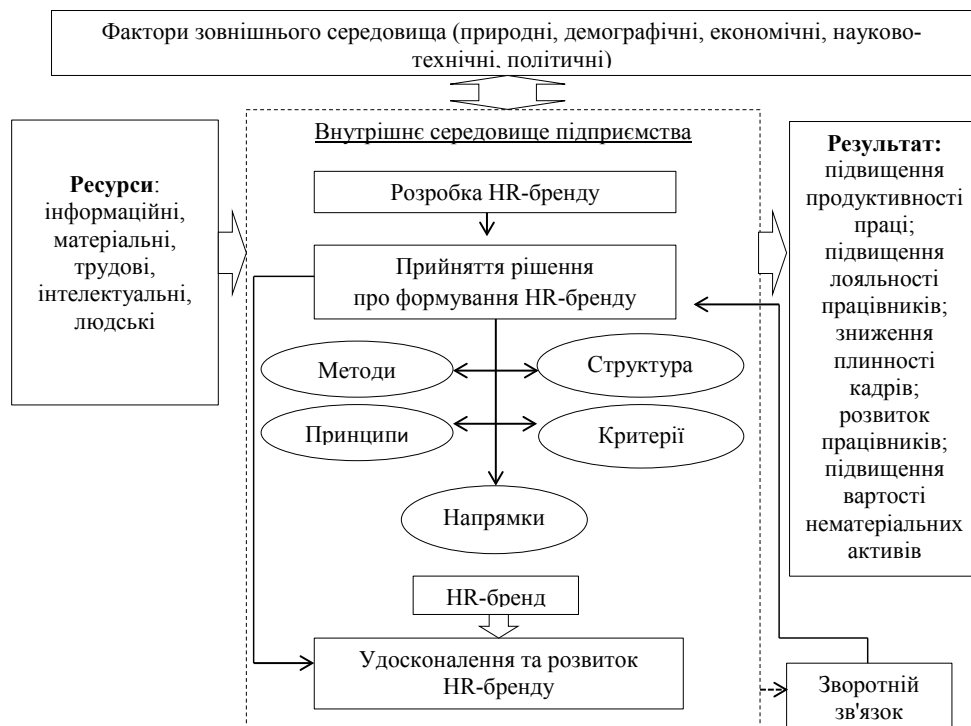 Фактори зовнішнього середовища (природні, демографічні, економічні, науково-
технічні, політичні)
Внутрішнє середовище підприємства
Ресурси:
інформаційні,
матеріальні,
трудові,
інтелектуальні,
людські
Розробка HR-бренду
Прийняття рішення
про формування HR-бренду
Методи
Структура
Принципи
Критерії
Напрямки
HR-бренд
Удосконалення та розвиток
HR-бренду
Результат:
підвищення
продуктивності
праці;
підвищення
лояльності
працівників;
зниження
плинності
кадрів;
розвиток
працівників;
підвищення
вартості
нематеріальних
активів
Зворотній
зв'язок